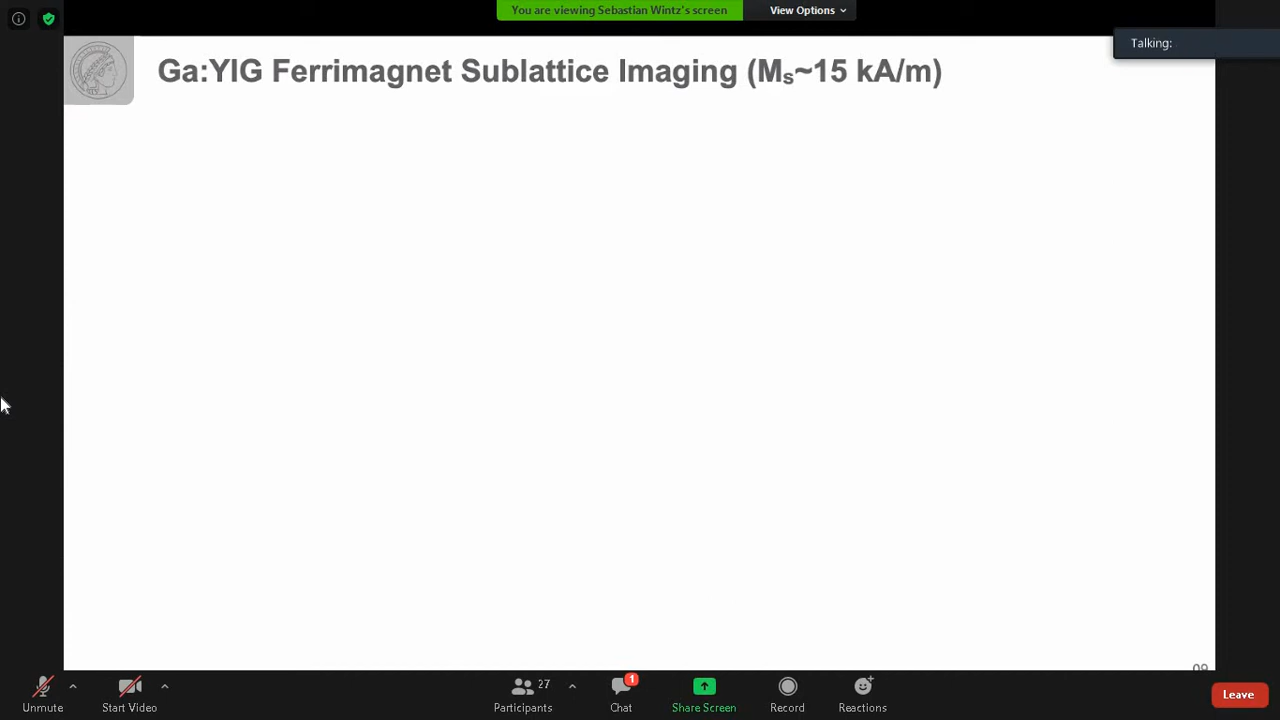 You are viewing Sebastian Wintz's screen
View Options
Talking:
Ga:YIG Ferrimagnet Sublattice Imaging (Ms~15 kA/m)
09
Unmute
Start Video
27
Participants
1
Chat
Share Screen
Record
Reactions
Leave